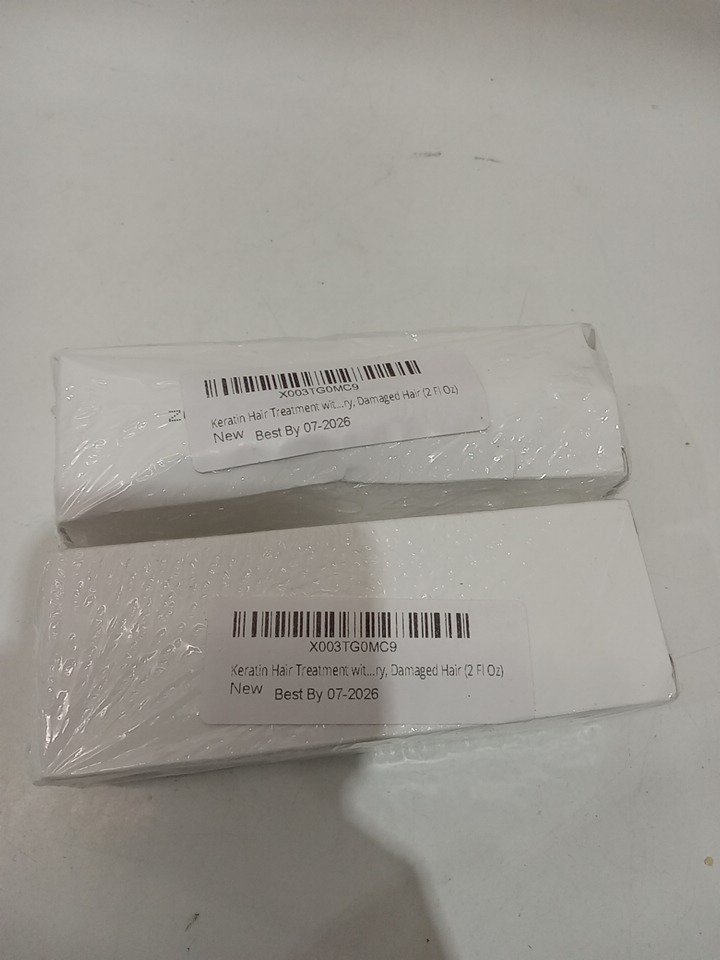 X003TG0MC9
Keratin Hair Treatment wit...ry, Damaged Hair (2 Fl Oz)
New Best By 07-2026
X003TG0MC9
Keratin Hair Treatment wit...ry, Damaged Hair (2 Fl Oz)
New Best By 07-2026